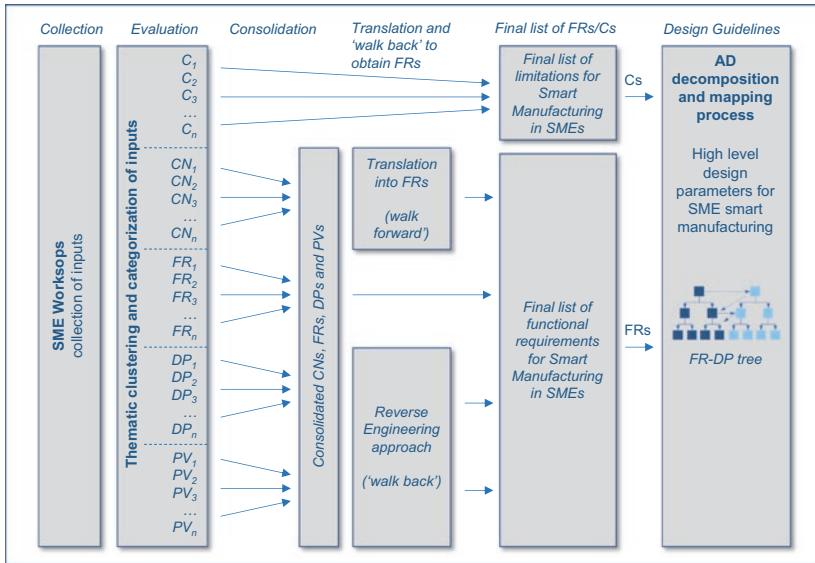 Collection
Evaluation
Consolidation
Translation and
‘walk back’ to
obtain FRs
Final list of FRs/Cs
Design Guidelines
SME Worksops
collection of inputs
Thematic clustering and categorization of inputs
C1
C2
C3
...
Cn
CN1
CN2
CN3
...
CNn
FR1
FR2
FR3
...
FRn
DP1
DP2
DP3
...
DPn
PV1
PV2
PV3
...
PVn
Consolidated CNs, FRs, DPs and PVs
Translation
into FRs
(walk
forward’)
Reverse
Engineering
approach
(‘walk back’)
Final list of
limitations for
Smart
Manufacturing
in SMEs
Final list of
functional
requirements
for Smart
Manufacturing
in SMEs
Cs
FRs
AD
decomposition
and mapping
process
High level
design
parameters for
SME smart
manufacturing
FR-DP tree